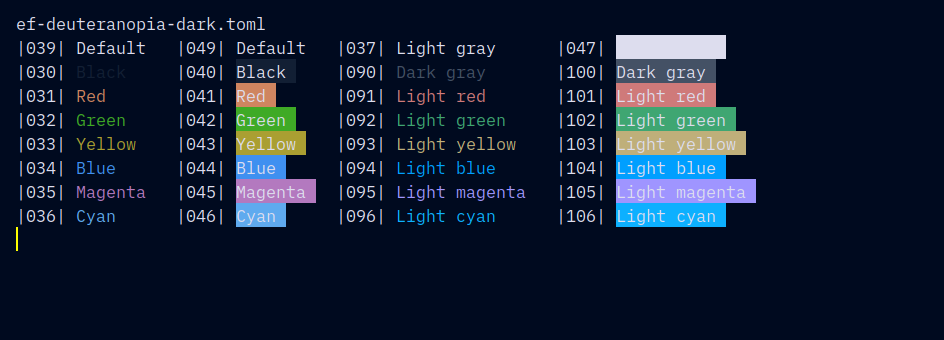 ef-deuteranopia-dark.toml
|039| Default |049| Default |037| Light gray |047|
|030| Black |040| Black |090| Dark gray |100| Dark gray
|031| Red |041| Red |091| Light red |101| Light red
|032| Green |042| Green |092| Light green |102| Light green
|033| Yellow |043| Yellow |093| Light yellow |103| Light yellow
|034| Blue |044| Blue |094| Light blue |104| Light blue
|035| Magenta |045| Magenta |095| Light magenta |105| Light magenta
|036| Cyan |046| Cyan |096| Light cyan |106| Light cyan